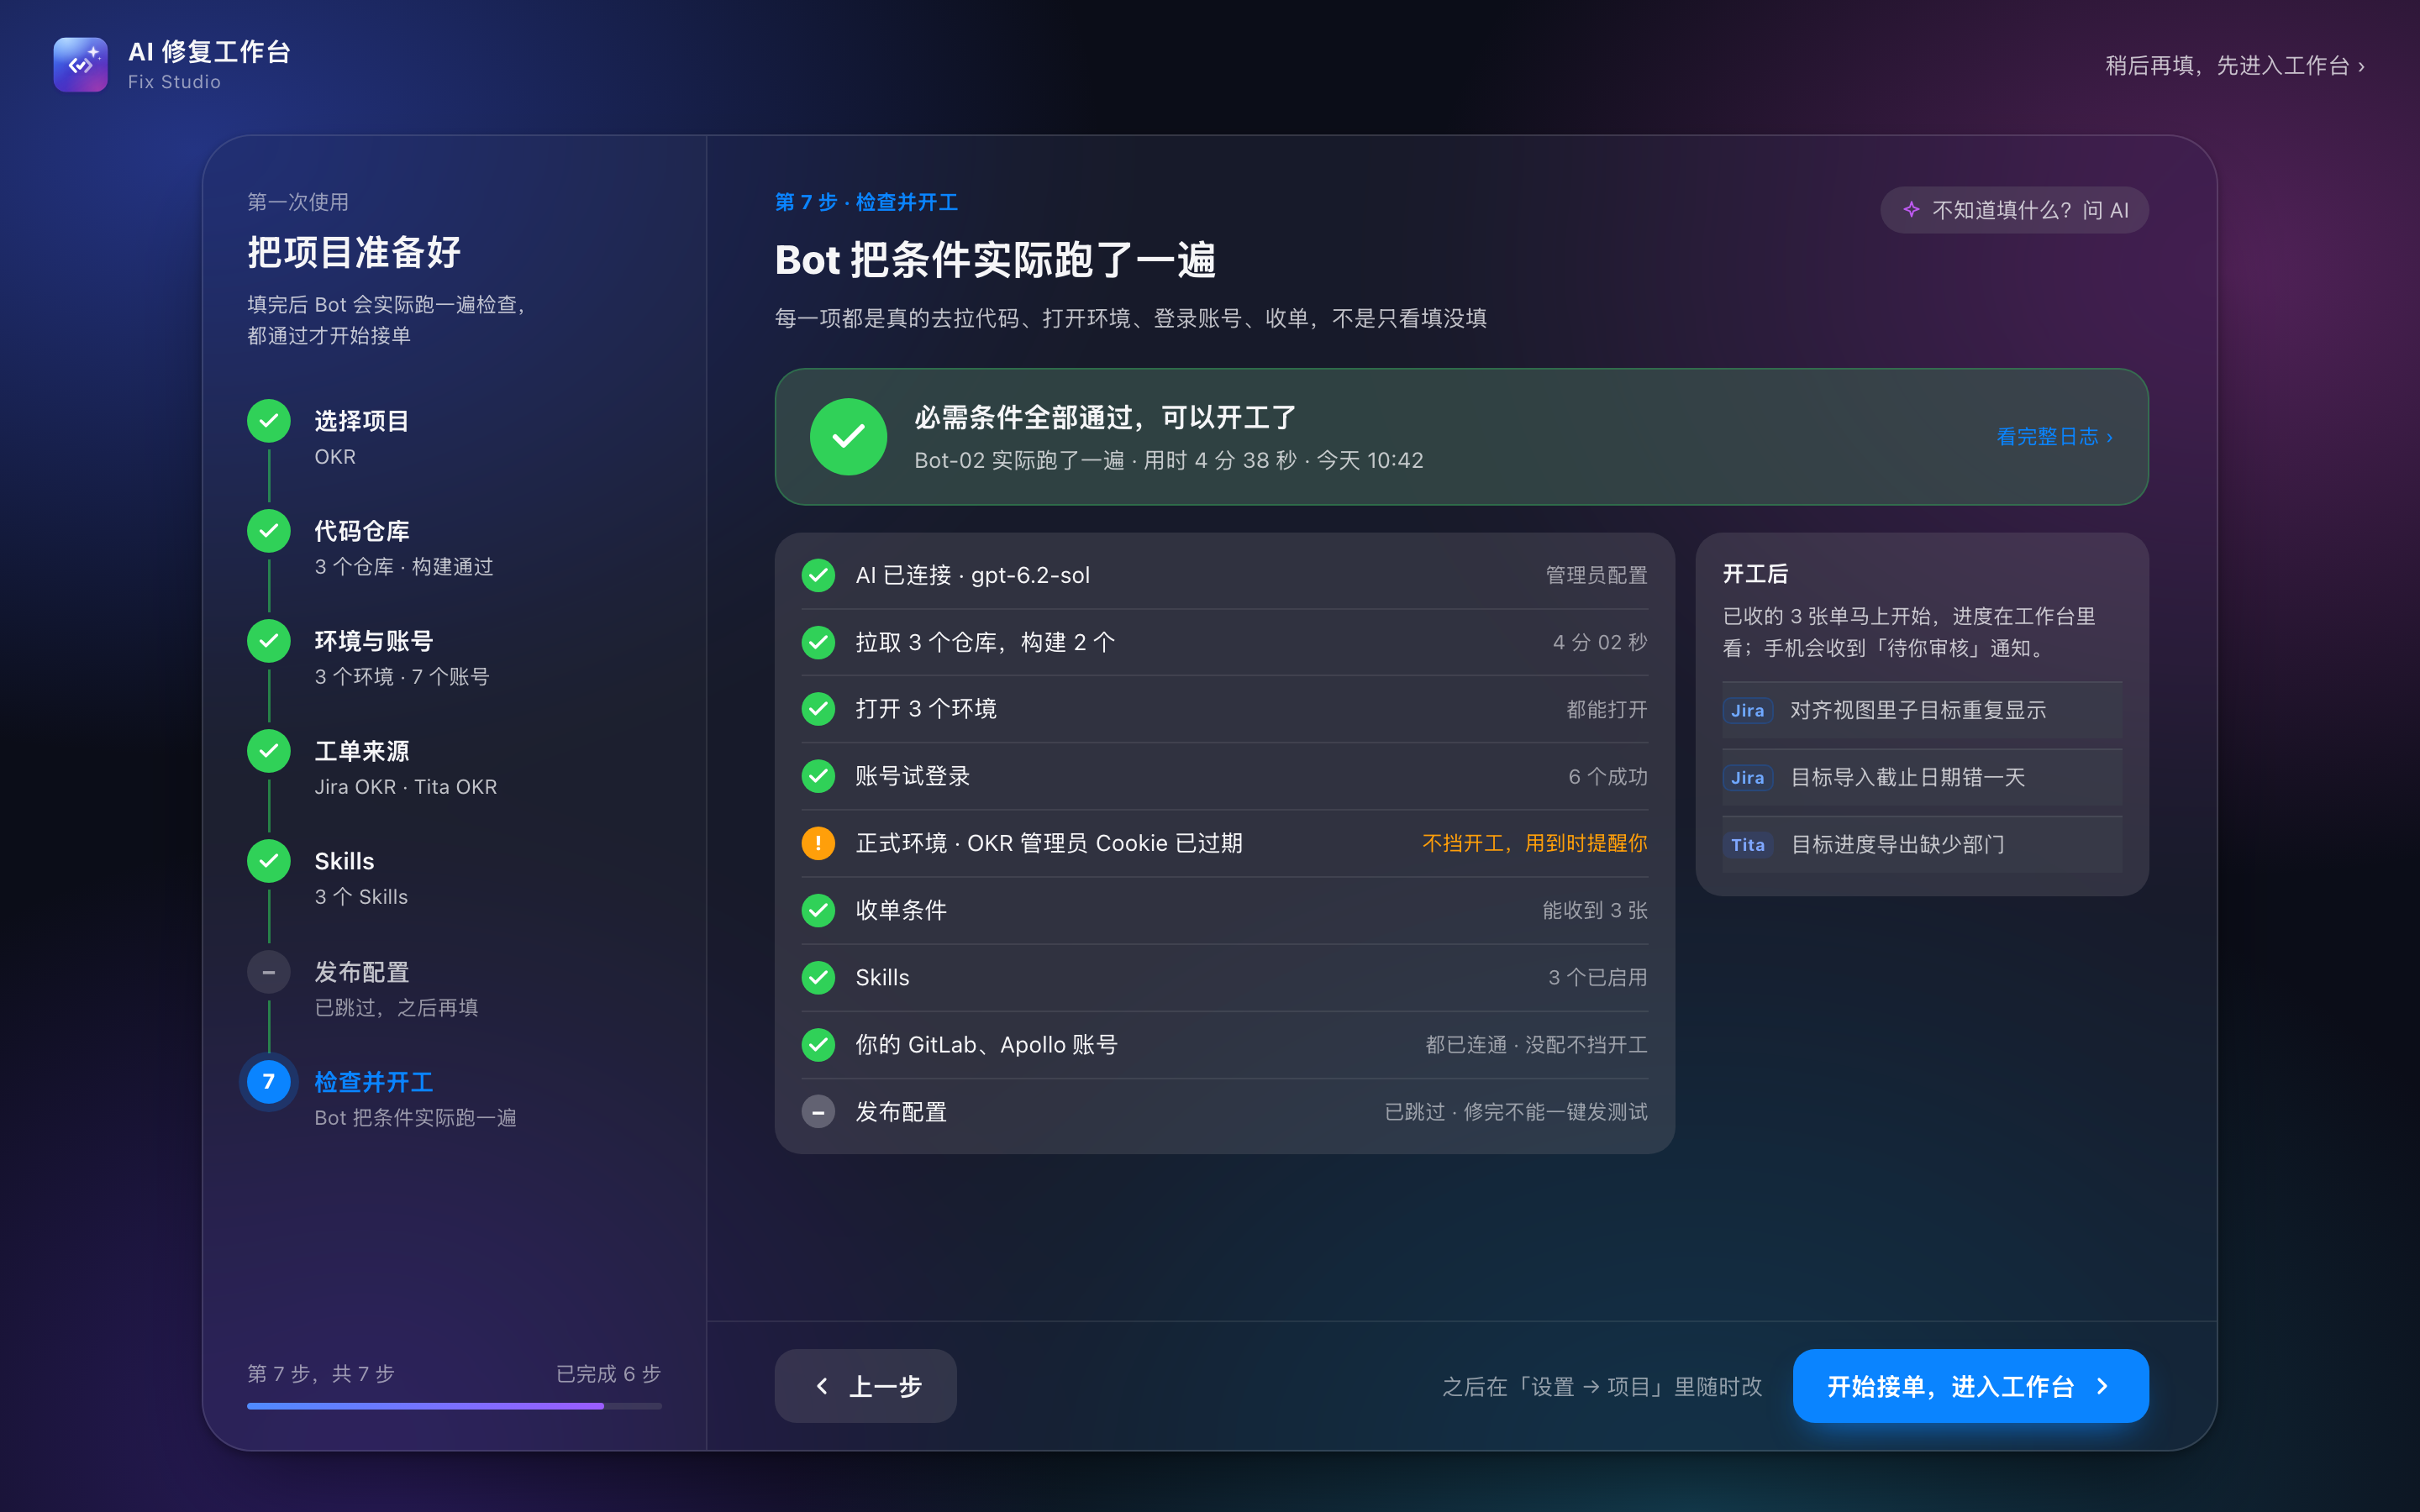 AI 修复工作台
Fix Studio
稍后再填，先进入工作台 ›
第一次使用
把项目准备好
填完后 Bot 会实际跑一遍检查，
都通过才开始接单
选择项目
OKR
代码仓库
3 个仓库 · 构建通过
环境与账号
3 个环境 · 7 个账号
工单来源
Jira OKR · Tita OKR
Skills
3 个 Skills
发布配置
已跳过，之后再填
7
检查并开工
Bot 把条件实际跑一遍
第 7 步，共 7 步
已完成 6 步
第 7 步 · 检查并开工
不知道填什么？问 AI
Bot 把条件实际跑了一遍
每一项都是真的去拉代码、打开环境、登录账号、收单，不是只看填没填
必需条件全部通过，可以开工了
Bot-02 实际跑了一遍 · 用时 4 分 38 秒 · 今天 10:42
看完整日志 ›
AI 已连接 · gpt-6.2-sol
管理员配置
拉取 3 个仓库，构建 2 个
4 分 02 秒
打开 3 个环境
都能打开
账号试登录
6 个成功
正式环境 · OKR 管理员 Cookie 已过期
不挡开工，用到时提醒你
收单条件
能收到 3 张
Skills
3 个已启用
你的 GitLab、Apollo 账号
都已连通 · 没配不挡开工
发布配置
已跳过 · 修完不能一键发测试
开工后
已收的 3 张单马上开始，进度在工作台里
看；手机会收到「待你审核」通知。
Jira 对齐视图里子目标重复显示
Jira 目标导入截止日期错一天
Tita 目标进度导出缺少部门
上一步
之后在「设置 → 项目」里随时改
开始接单，进入工作台